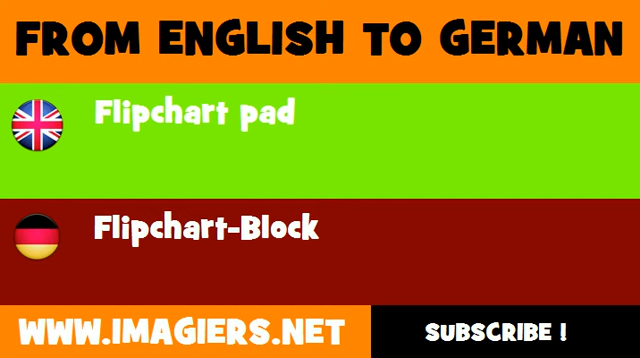 FROM ENGLISH TO GERMAN
Flipchart pad
Flipchart-Block
WWW.IMAGIERS.NET
SUBSCRIBE !